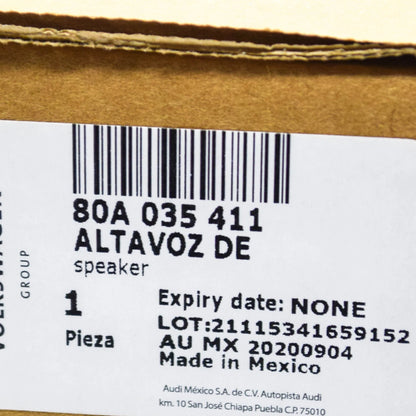 80A 035 411
ALTAVOZ DE
speaker
1
Pieza
Expiry date: NONE
LOT:21115341659152
AU MX 20200904
Made in Mexico
Audi México S.A. de C.V. Autopista Audi
km. 10 San José Chiapa Puebla C.P. 75010
GROUP